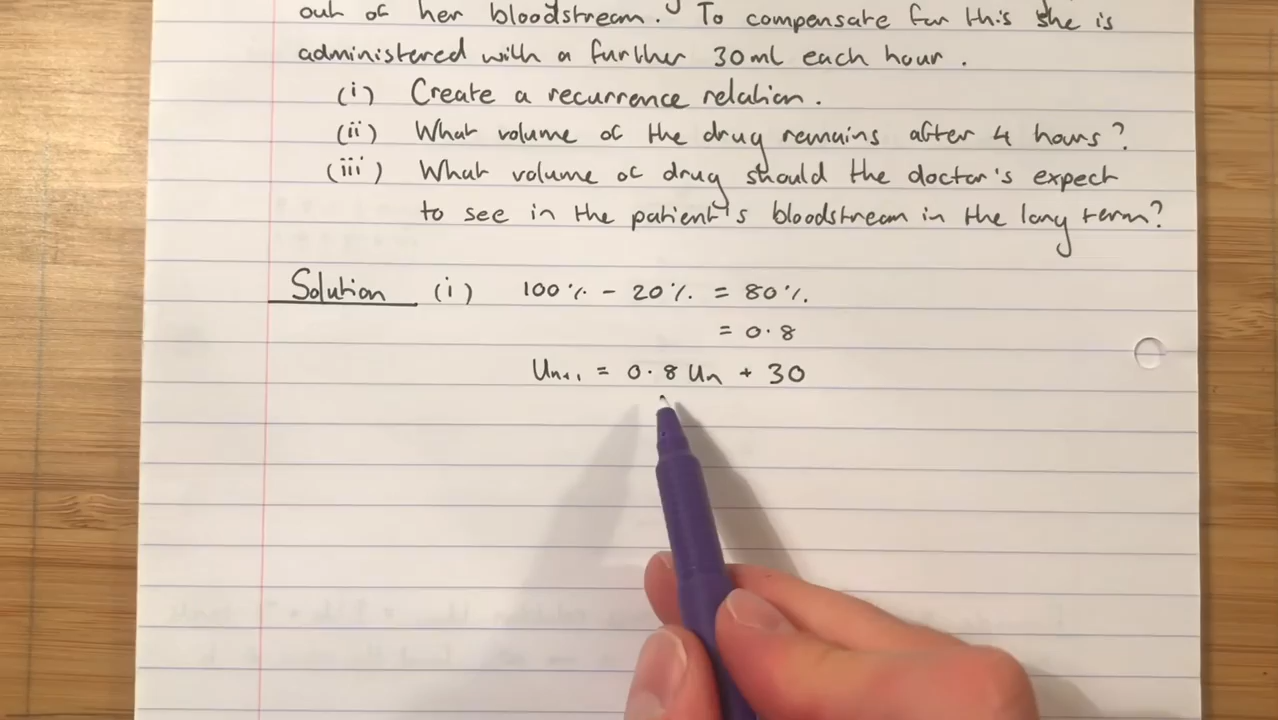 out of her bloodstream. To compensate for this she is
administered with a further 30ml each hour.
(i) Create a recurrence relation.
(ii) What volume of the drug remains after 4 hours?
(iii) What volume of drug should the doctor's expect
to see in the patient's bloodstream in the long term?
Solution (i) 100% - 20% = 80%
= 0.8
Un+1 = 0.8 Un + 30